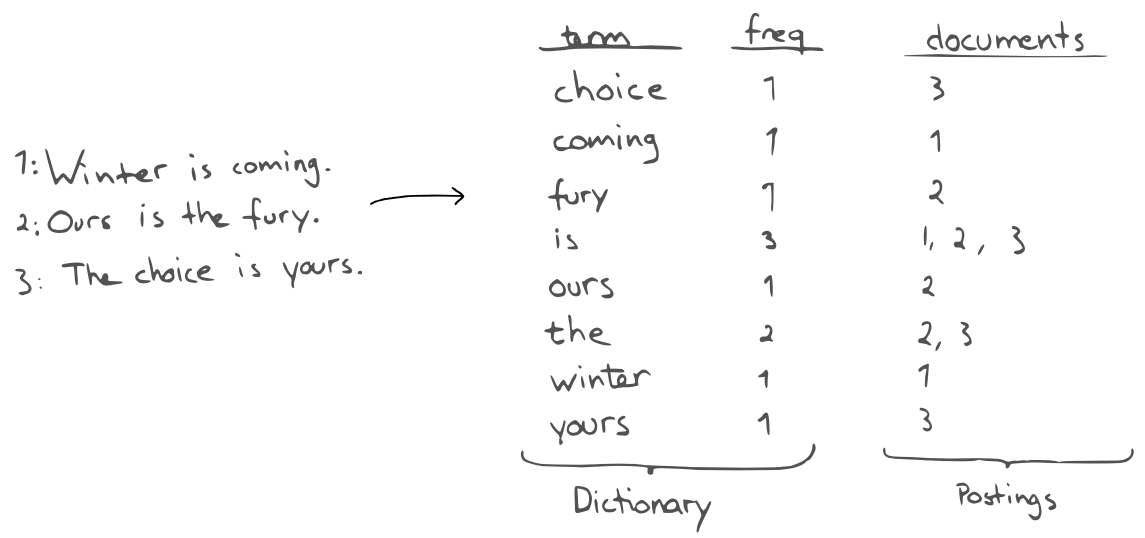 term freq documents
choice 1 3
coming 1 1
1: Winter is coming.
fury 1 2
2: Ours is the fury.
is 3 1, 2, 3
3: The choice is yours.
ours 1 2
the 2 2, 3
winter 1 1
yours 1 3
Dictionary Postings